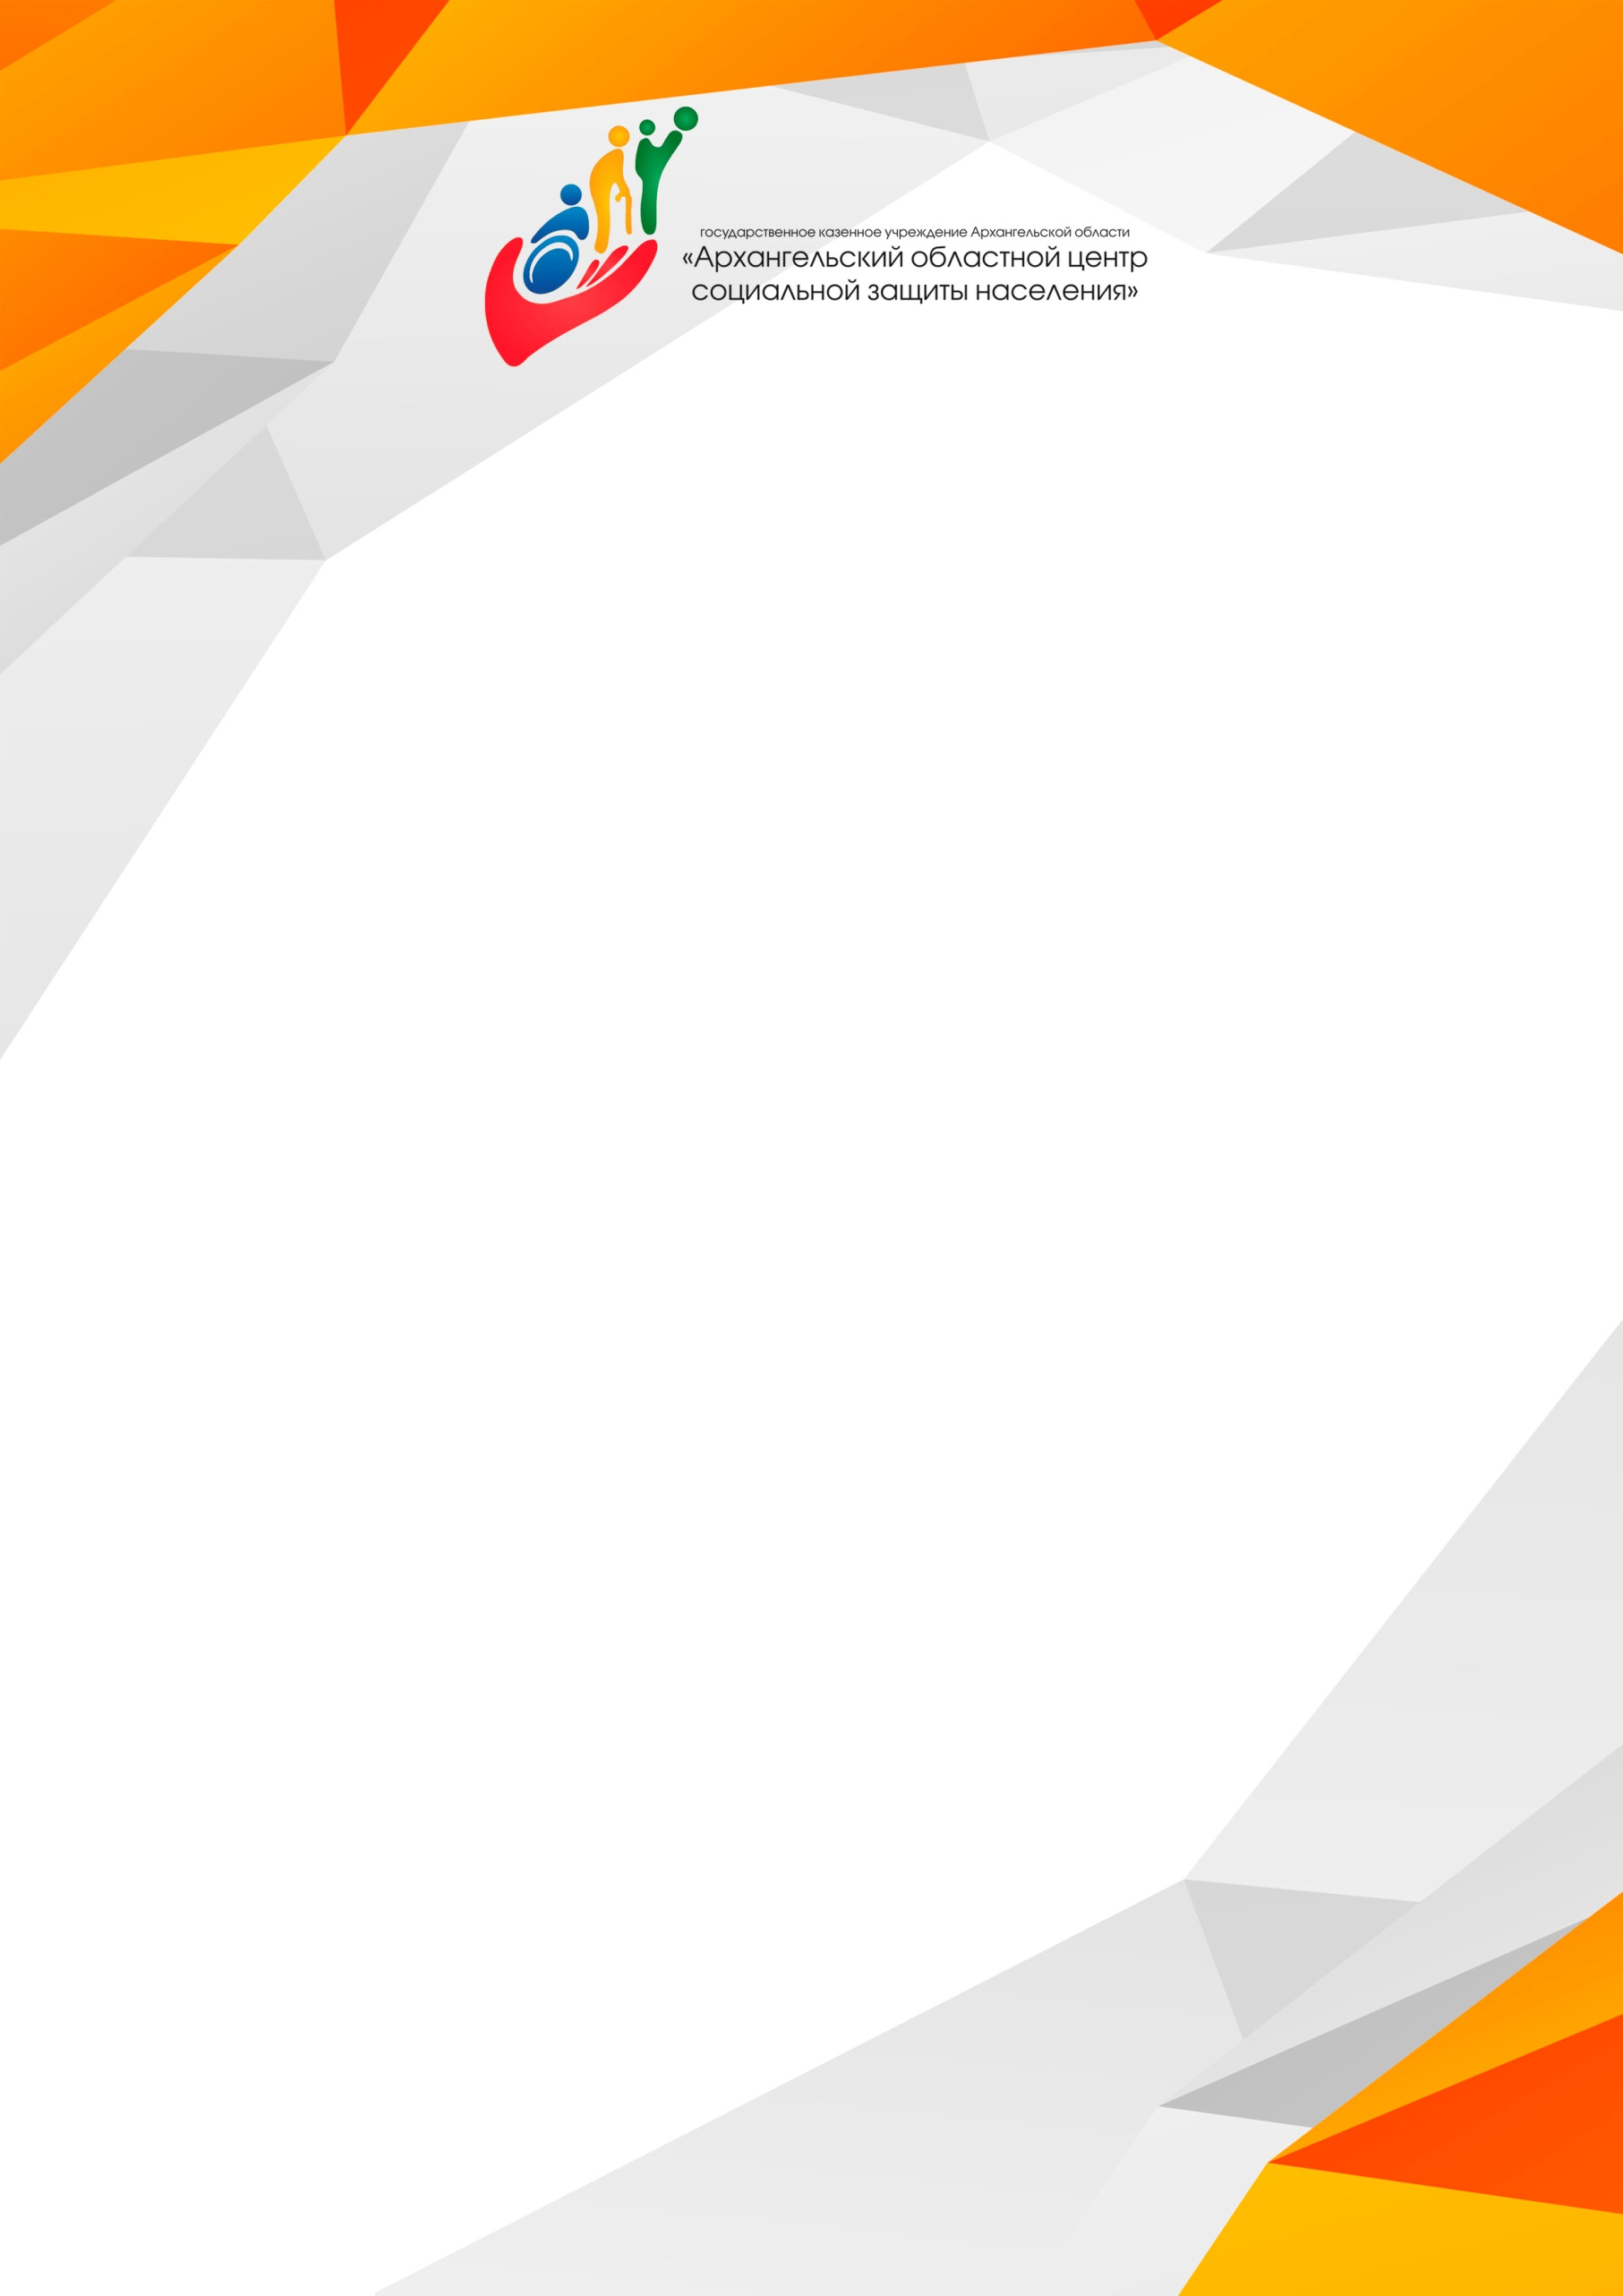 государственное казенное учреждение Архангельской области
«Архангельский областной центр
социальной защиты населения»